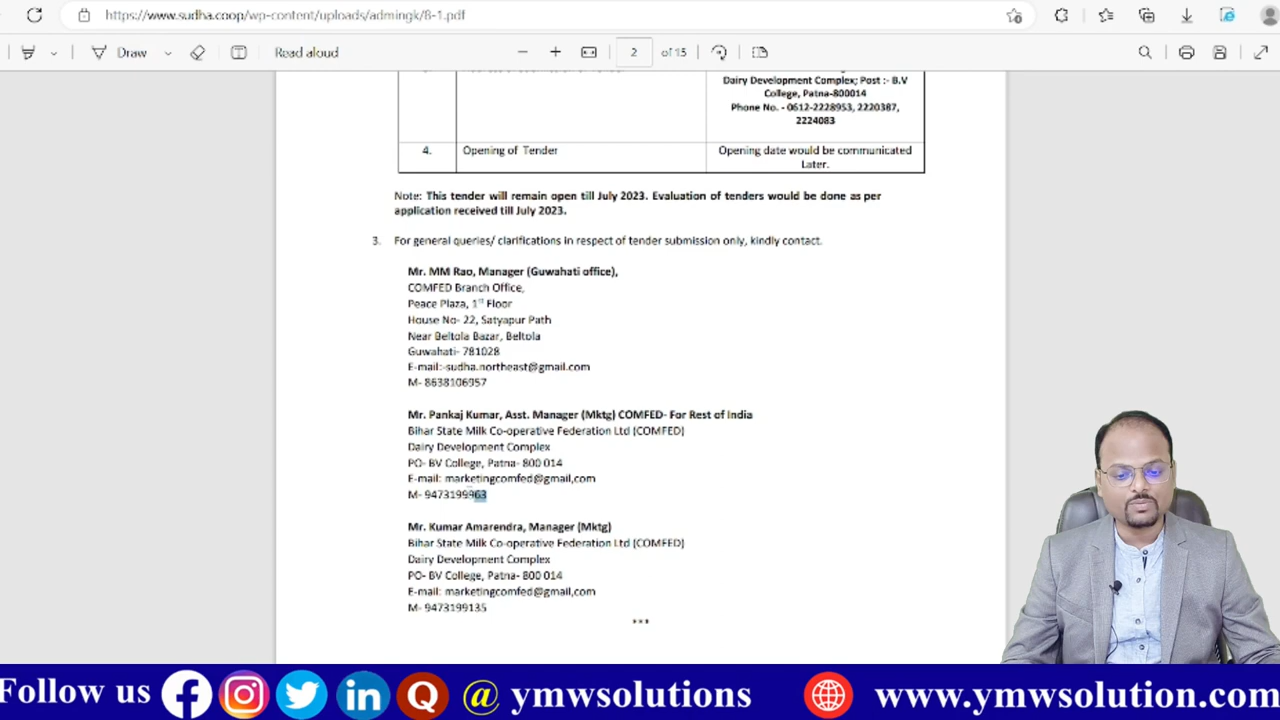 https://www.sudha.coop/wp-content/uploads/admingk/8-1.pdf
Draw
Read aloud
2 of 15
Dairy Development Complex; Post :- B.V
College, Patna-800014
Phone No. - 0612-2228953, 2220387,
2224083
4. Opening of Tender Opening date would be communicated
Later.
Note: This tender will remain open till July 2023. Evaluation of tenders would be done as per
application received till July 2023.
3. For general queries/ clarifications in respect of tender submission only, kindly contact.
Mr. MM Rao, Manager (Guwahati office),
COMFED Branch Office,
Peace Plaza, 1st Floor
House No- 22, Satyapur Path
Near Beltola Bazar, Beltola
Guwahati- 781028
E-mail:-sudha.northeast@gmail.com
M- 8638106957
Mr. Pankaj Kumar, Asst. Manager (Mktg) COMFED- For Rest of India
Bihar State Milk Co-operative Federation Ltd (COMFED)
Dairy Development Complex
PO- BV College, Patna- 800 014
E-mail: marketingcomfed@gmail,com
M- 9473199963
Mr. Kumar Amarendra, Manager (Mktg)
Bihar State Milk Co-operative Federation Ltd (COMFED)
Dairy Development Complex
PO- BV College, Patna- 800 014
E-mail: marketingcomfed@gmail,com
M- 9473199135
***
Follow us @ ymwsolutions www.ymwsolution.com